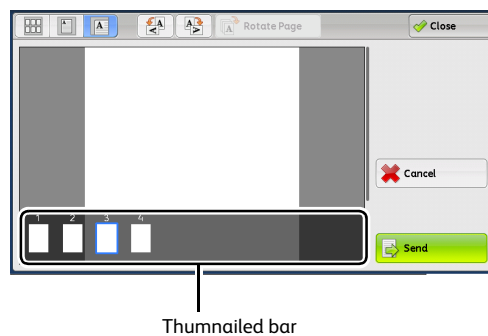 A
A
A
A
A
Rotate Page
Close
1 2 3 4
Cancel
Send
Thumnailed bar